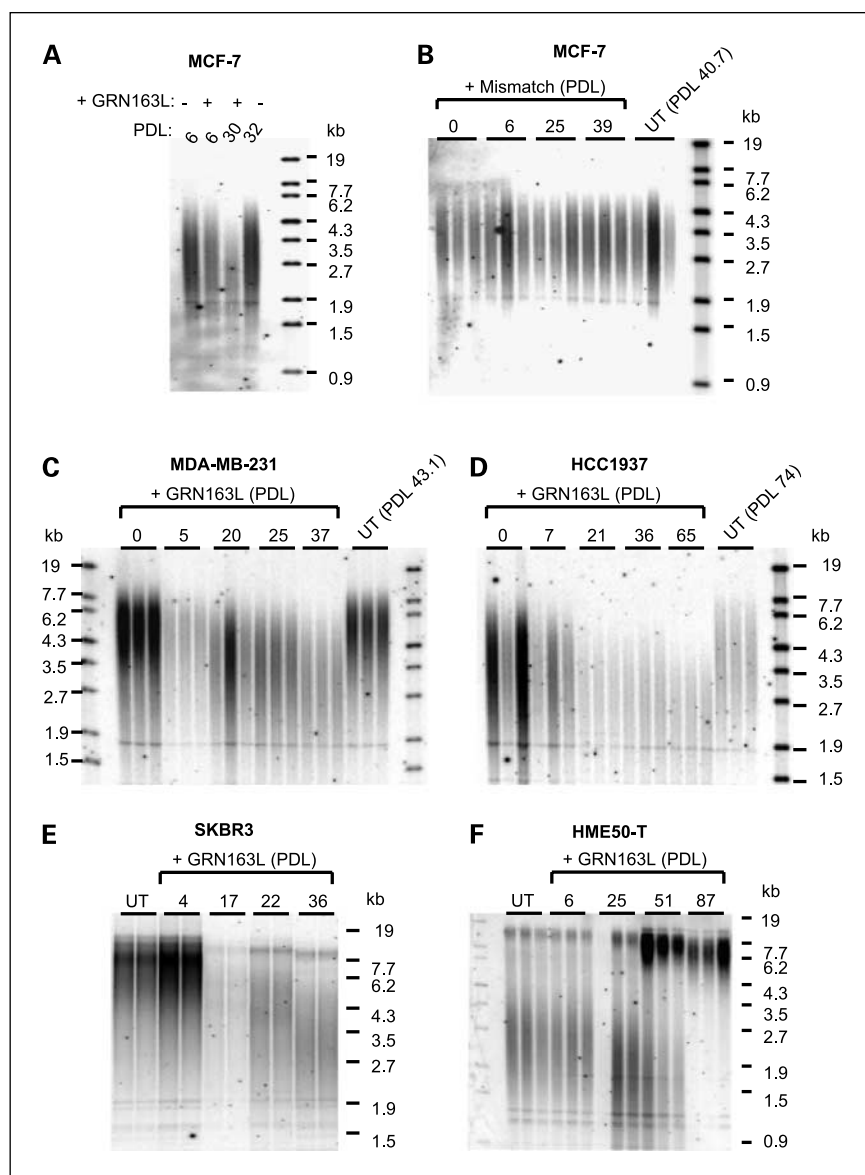 A
MCF-7
+ GRN163L: - + + -
PDL: 6 6 30 32
kb
19
7.7
6.2
4.3
3.5
2.7
1.9
1.5
0.9
B
MCF-7
+ Mismatch (PDL)
0 6 25 39 UT (PDL 40.7)
kb
19
7.7
6.2
4.3
3.5
2.7
1.9
1.5
0.9
C
MDA-MB-231
+ GRN163L (PDL)
kb 0 5 20 25 37 UT (PDL 43.1)
19
7.7
6.2
4.3
3.5
2.7
1.9
1.5
D
HCC1937
+ GRN163L (PDL)
0 7 21 36 65 UT (PDL 74)
kb
19
7.7
6.2
4.3
3.5
2.7
1.9
1.5
E
SKBR3
+ GRN163L (PDL)
UT 4 17 22 36 kb
19
7.7
6.2
4.3
3.5
2.7
1.9
1.5
F
HME50-T
+ GRN163L (PDL)
UT 6 25 51 87 kb
19
7.7
6.2
4.3
3.5
2.7
1.9
1.5
0.9